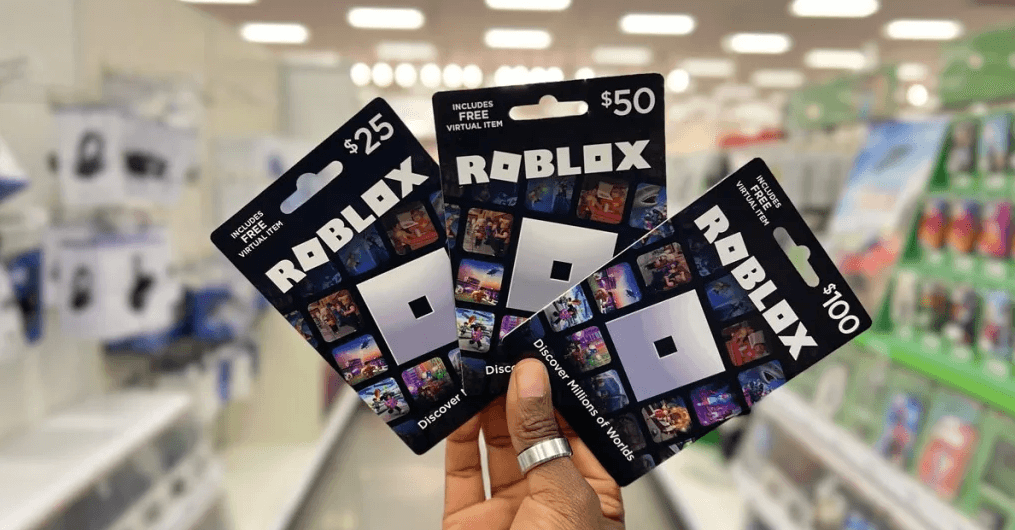 $25
INCLUDES
FREE
VIRTUAL ITEM
ROBLOX
Discover
$50
INCLUDES
FREE
VIRTUAL ITEM
ROBLOX
$100
INCLUDES
FREE
VIRTUAL ITEM
ROBLOX
Discover Millions of Worlds